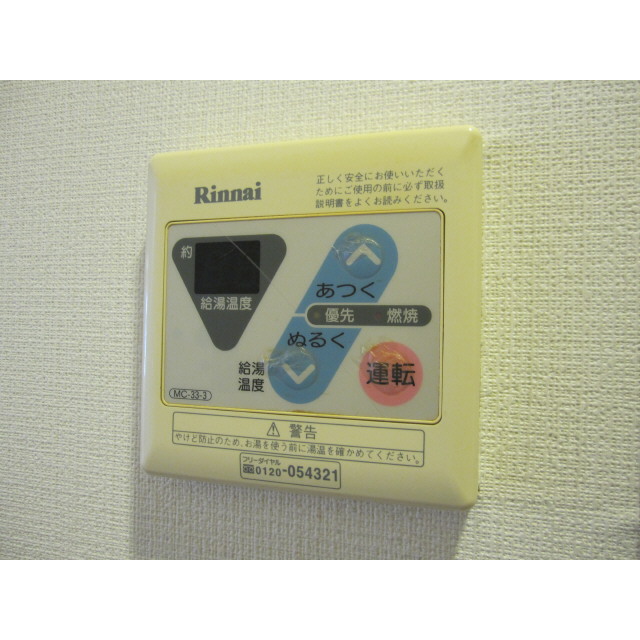 Rinnai
正しく安全にお使いいただく
ためにご使用の前に必ず取扱
説明書をよくお読みください。
約
給湯温度
あつく
優先 燃焼
ぬるく
給湯
温度
運転
MC-33-3
⚠ 警告
やけど防止のため、お湯を使う前に湯温を確かめてください。
フリーダイヤル
0120-054321